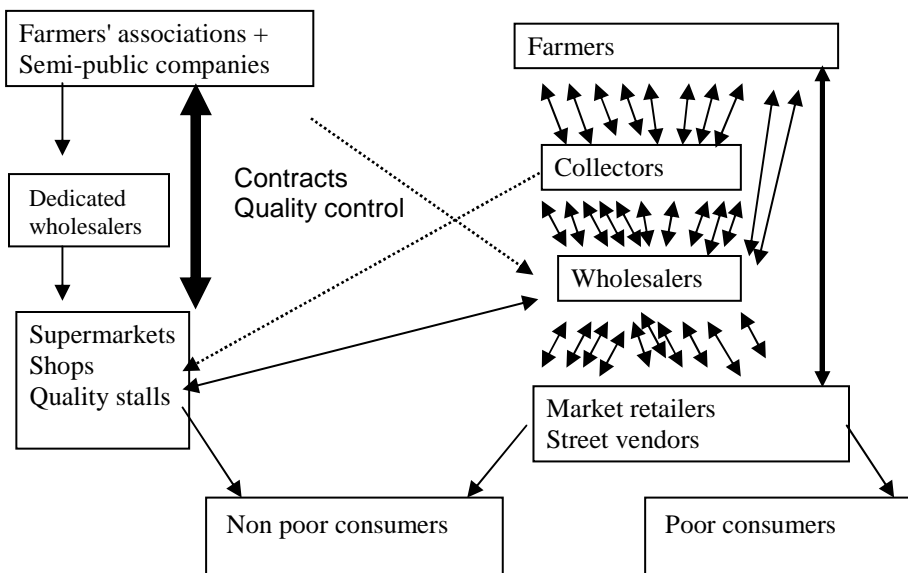 Farmers' associations +
Semi-public companies
Farmers
Contracts
Quality control
Collectors
Dedicated
wholesalers
Wholesalers
Supermarkets
Shops
Quality stalls
Market retailers
Street vendors
Non poor consumers
Poor consumers